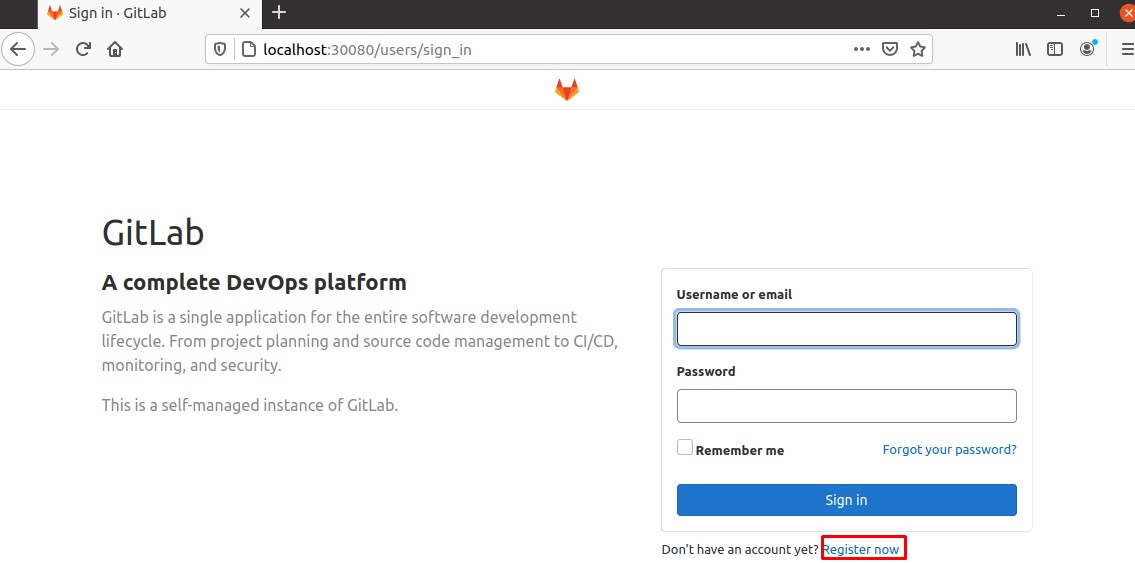 Sign in · GitLab
localhost:30080/users/sign_in
GitLab
A complete DevOps platform
GitLab is a single application for the entire software development
lifecycle. From project planning and source code management to CI/CD,
monitoring, and security.
This is a self-managed instance of GitLab.
Username or email
Password
Remember me
Forgot your password?
Sign in
Don't have an account yet? Register now